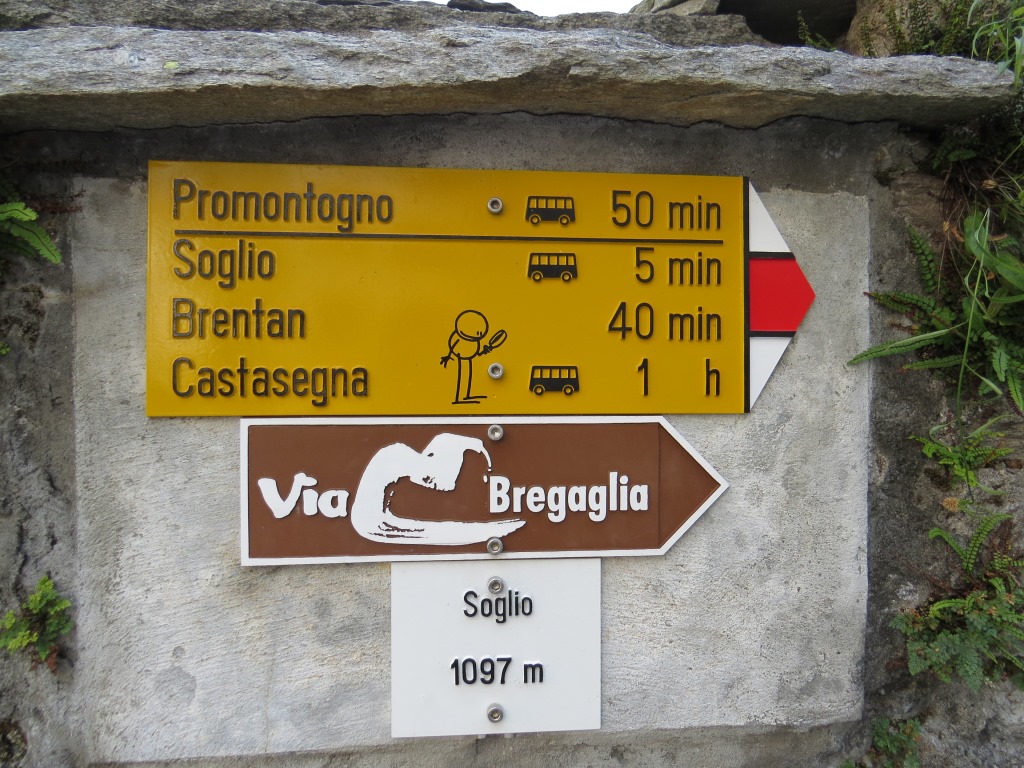 Promontogno 50 min
Soglio 5 min
Brentan 40 min
Castasegna 1 h
Via Bregaglia
Soglio
1097 m